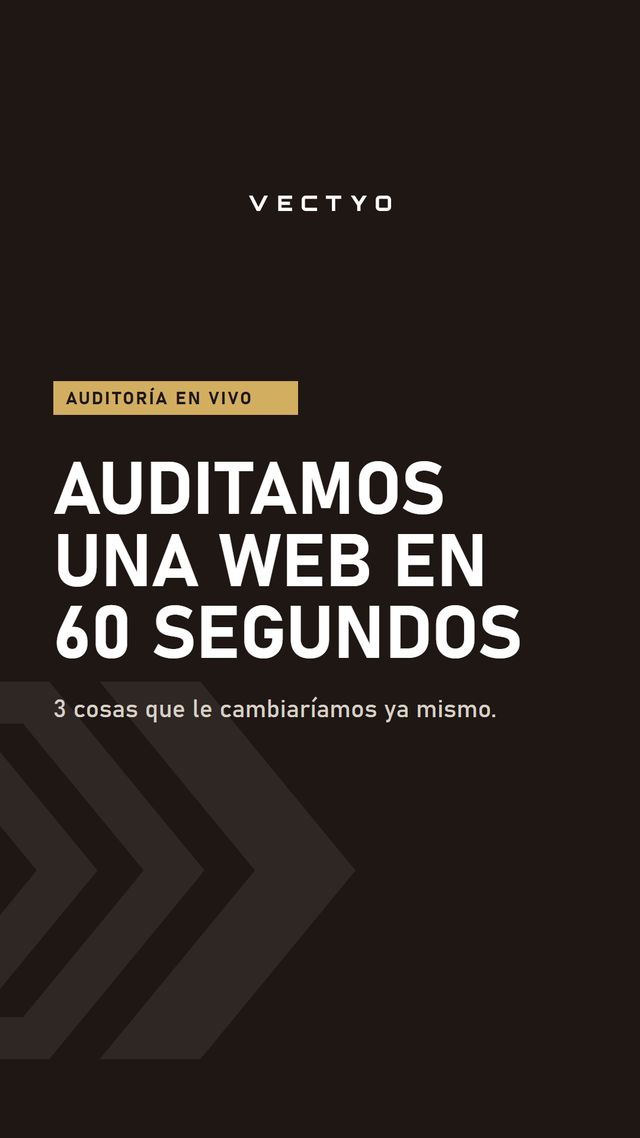 VECTYO
AUDITORÍA EN VIVO
AUDITAMOS
UNA WEB EN
60 SEGUNDOS
3 cosas que le cambiaríamos ya mismo.